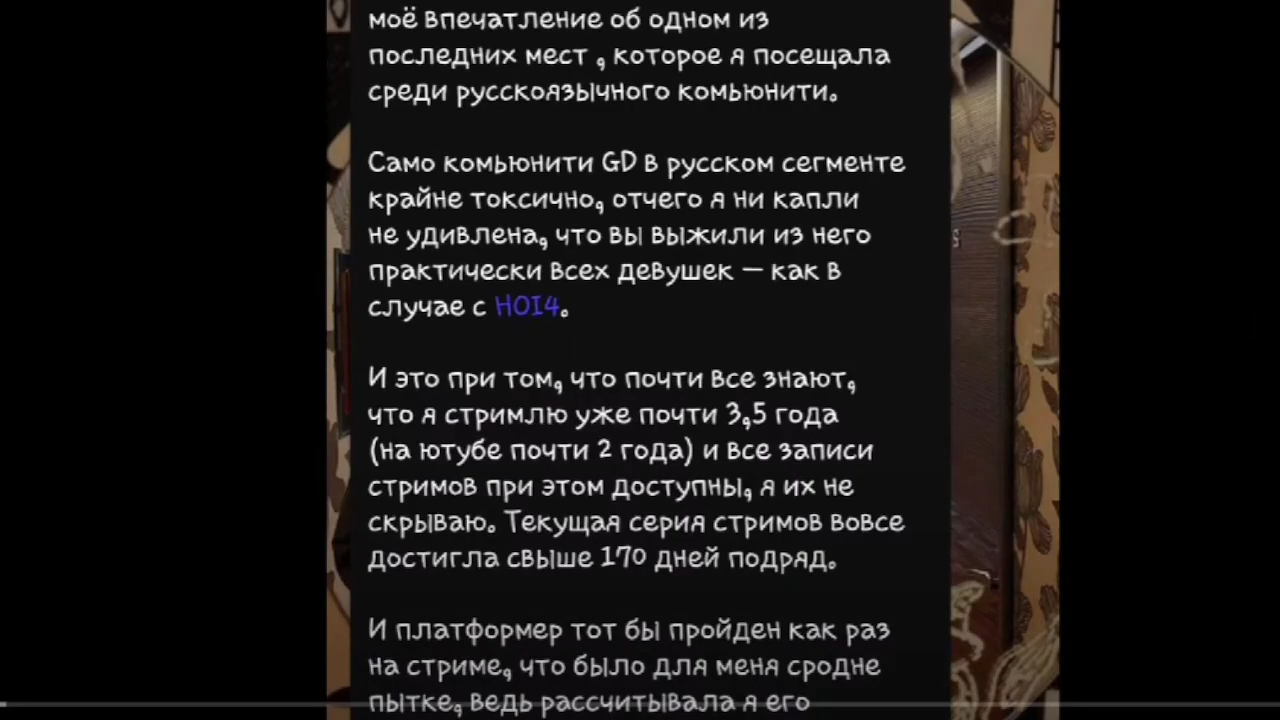 моё впечатление об одном из
последних мест , которое я посещала
среди русскоязычного комьюнити.
Само комьюнити GD в русском сегменте
крайне токсично, отчего я ни капли
не удивлена, что вы выжили из него
практически всех девушек — как в
случае с HOI4.
И это при том, что почти все знают,
что я стримлю уже почти 3,5 года
(на ютубе почти 2 года) и все записи
стримов при этом доступны, я их не
скрываю. Текущая серия стримов вовсе
достигла свыше 170 дней подряд.
И платформер тот бы пройден как раз
на стриме, что было для меня сродне
пытке, ведь рассчитывала я его